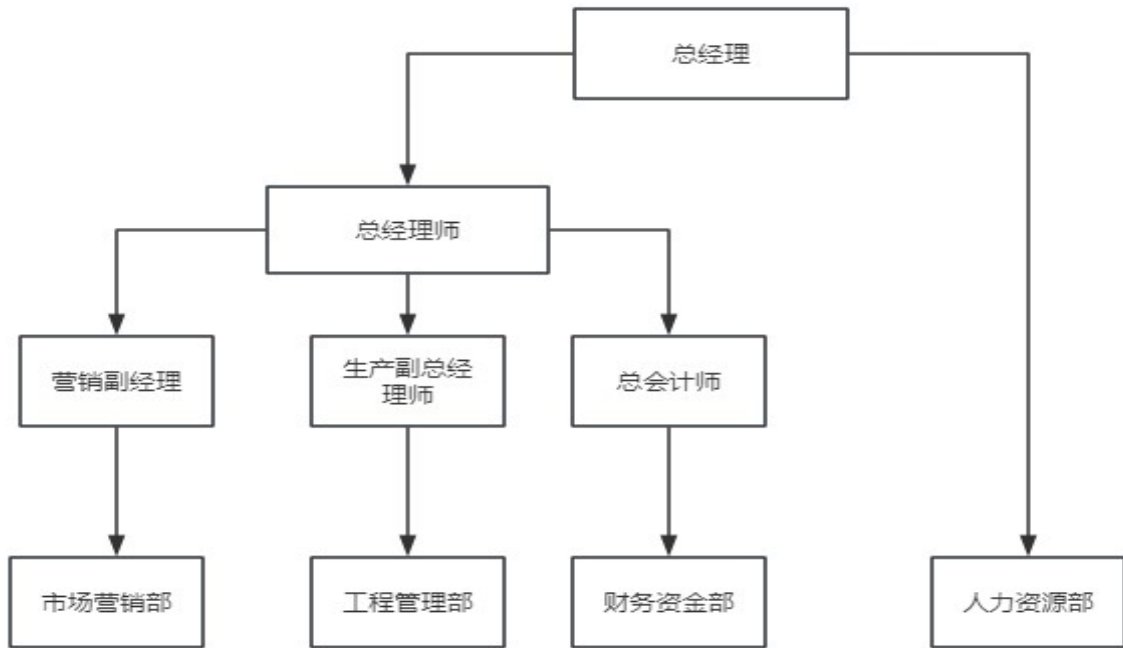 总经理
总经理师
营销副经理
生产副总经
理师
总会计师
市场营销部
工程管理部
财务资金部
人力资源部